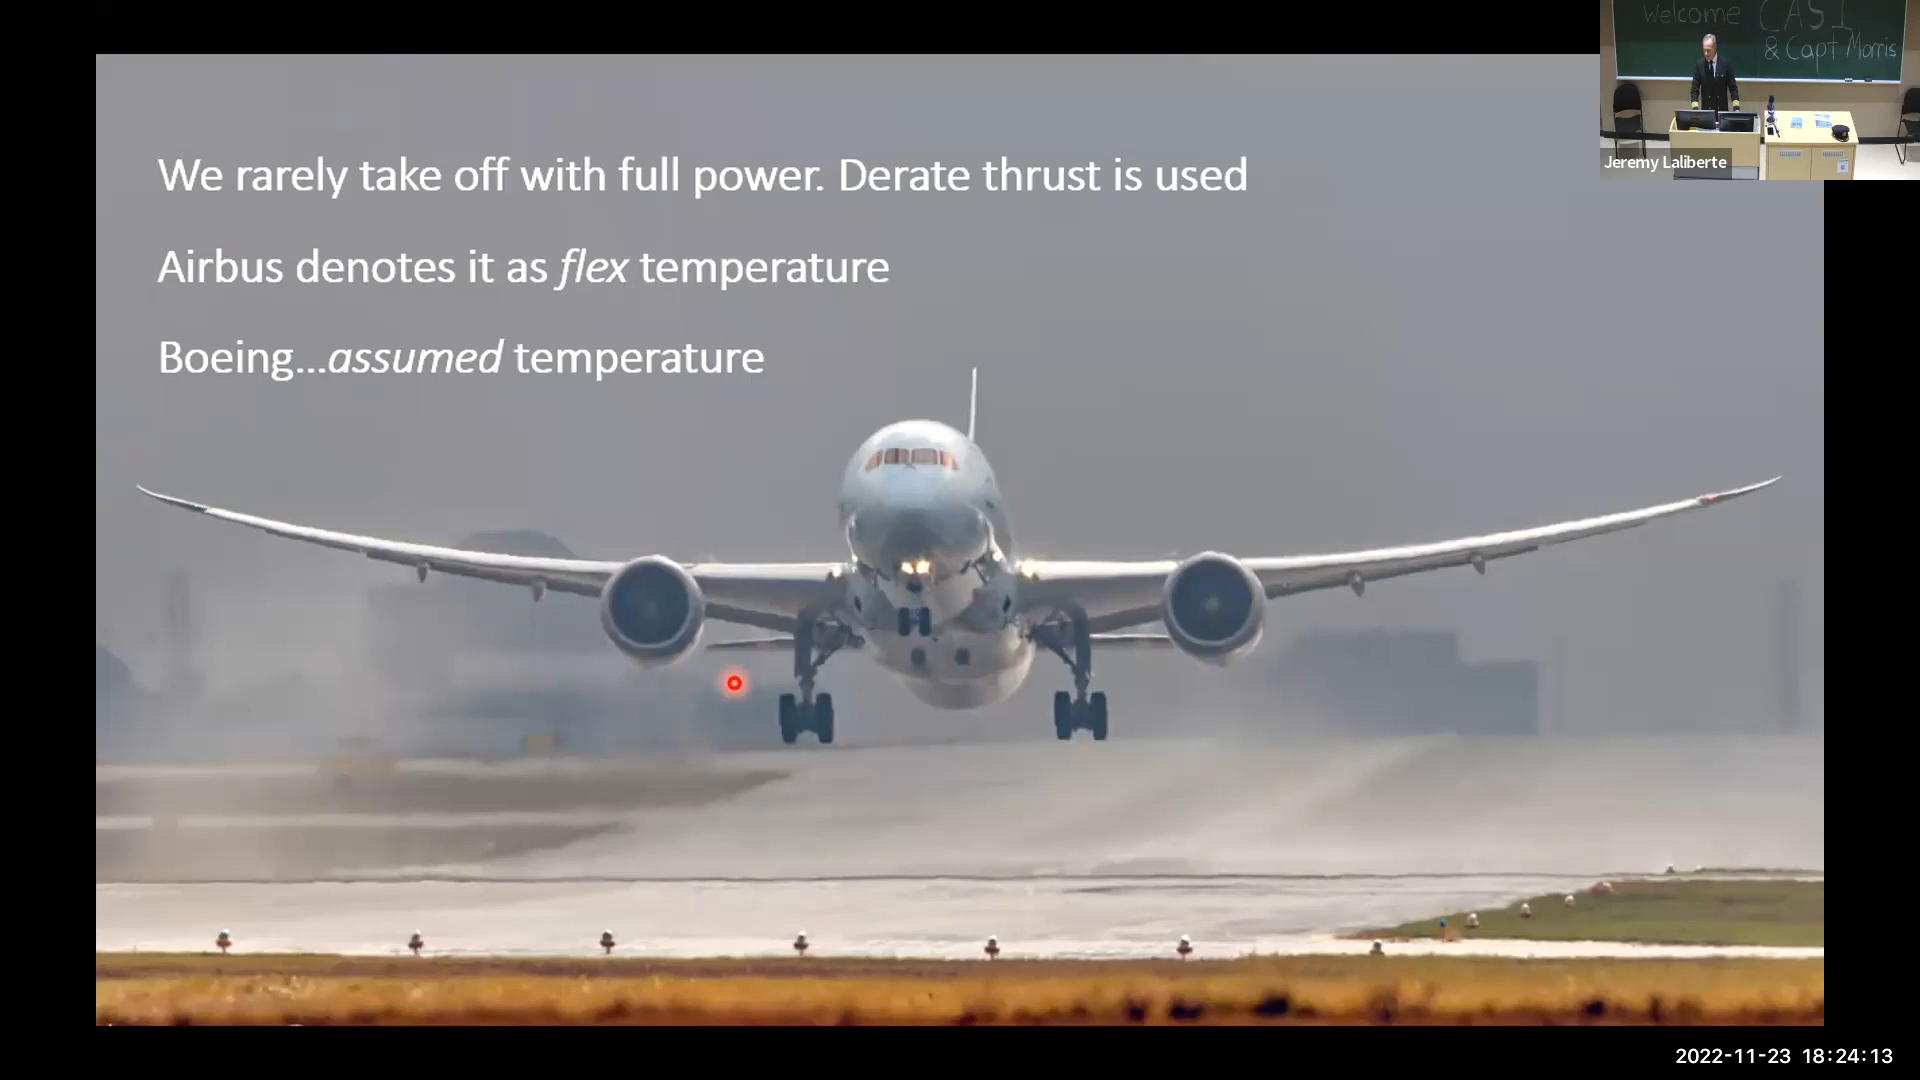 Welcome CASI
& Capt Morris
Jeremy Laliberte
We rarely take off with full power. Derate thrust is used
Airbus denotes it as flex temperature
Boeing...assumed temperature
2022-11-23 18:24:13